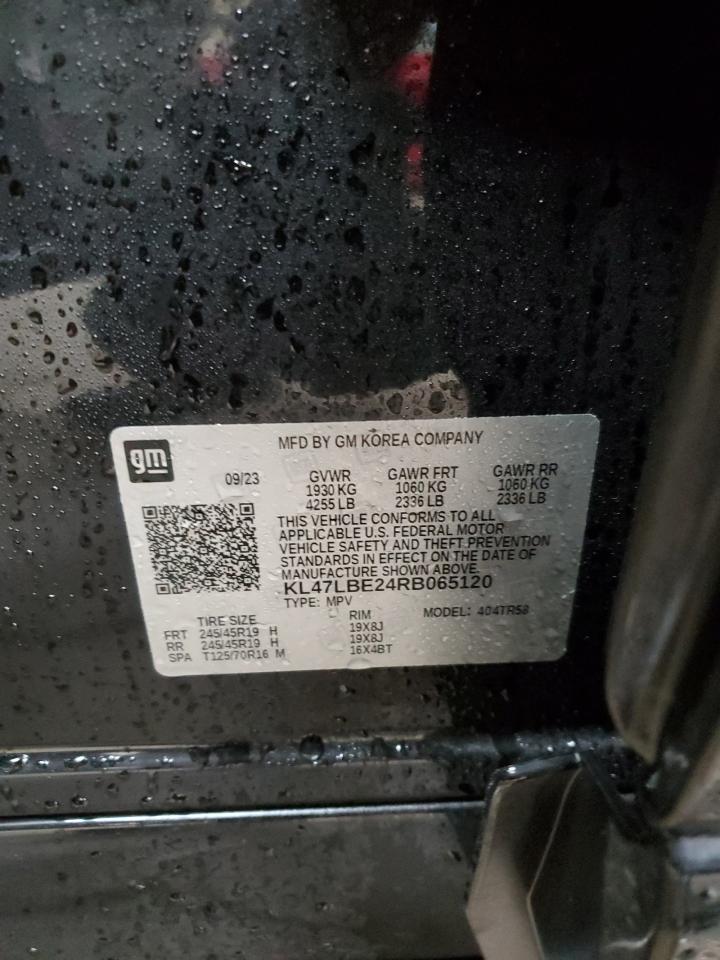 MFD BY GM KOREA COMPANY
gm
09/23
GVWR GAWR FRT GAWR RR
1930 KG 1060 KG 1060 KG
4255 LB 2336 LB 2336 LB
THIS VEHICLE CONFORMS TO ALL
APPLICABLE U.S. FEDERAL MOTOR
VEHICLE SAFETY AND THEFT PREVENTION
STANDARDS IN EFFECT ON THE DATE OF
MANUFACTURE SHOWN ABOVE.
KL47LBE24RB065120
TYPE: MPV MODEL: 404TR58
TIRE SIZE RIM
FRT 245/45R19 H 19X8J
RR 245/45R19 H 19X8J
SPA T125/70R16 M 16X4BT